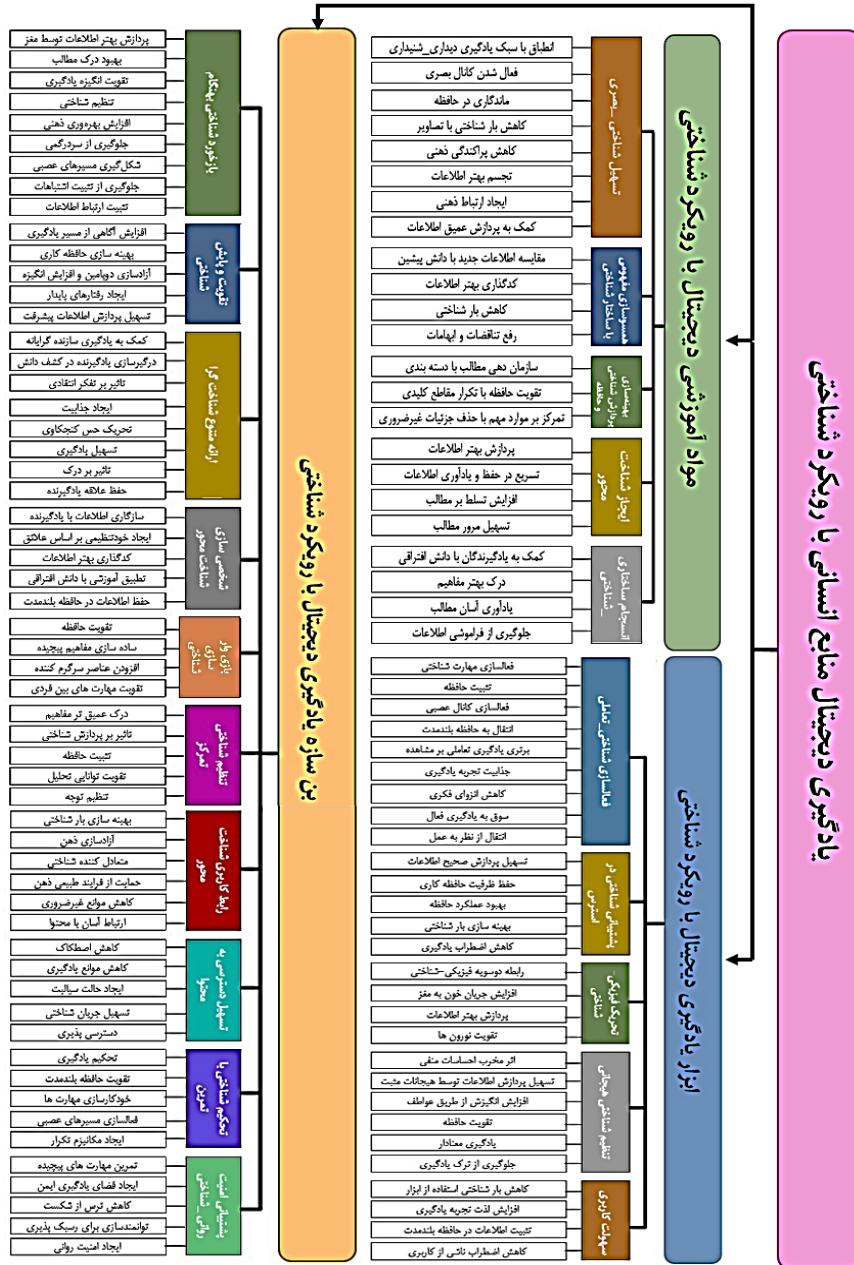 یادگیری دیجیتال منابع انسانی با رویکرد شناختی
مواد آموزشی دیجیتال با رویکرد شناختی
تسهیل شناختی _بصری
انطباق با سبک یادگیری دیداری_شنیداری
فعال شدن کانال بصری
ماندگاری در حافظه
کاهش بار شناختی با تصاویر
کاهش پراکندگی ذهنی
تجسم بهتر اطلاعات
ایجاد ارتباط ذهنی
کمک به پردازش عمیق اطلاعات
همسوسازی مفهومی
با ساختار شناختی
مقایسه اطلاعات جدید با دانش پیشین
کدگذاری بهتر اطلاعات
کاهش بار شناختی
رفع تناقضات و ابهامات
بهینه‌سازی
پردازش شناختی
و حافظه
سازمان دهی مطالب با دسته بندی
تقویت حافظه با تکرار مقاطع کلیدی
تمرکز بر موارد مهم با حذف جزئیات غیرضروری
ایجاز شناخت
محور
پردازش بهتر اطلاعات
تسریع در حفظ و یادآوری اطلاعات
افزایش تسلط بر مطالب
تسهیل مرور مطالب
انسجام ساختاری
_شناختی
کمک به یادگیرندگان با دانش افتراقی
درک بهتر مفاهیم
یادآوری آسان مطالب
جلوگیری از فراموشی اطلاعات
ابزار یادگیری دیجیتال با رویکرد شناختی
فعالسازی شناختی_تعاملی
فعالسازی مهارت شناختی
تثبیت حافظه
فعالسازی کانال عصبی
انتقال به حافظه بلندمدت
برتری یادگیری تعاملی بر مشاهده
جذابیت تجربه یادگیری
کاهش انزوای فکری
سوق به یادگیری فعال
انتقال از نظر به عمل
پشتیبانی شناختی در
استرس
تسهیل پردازش صحیح اطلاعات
حفظ ظرفیت حافظه کاری
بهبود عملکرد حافظه
بهینه سازی بار شناختی
کاهش اضطراب یادگیری
تحریک فیزیکی-
شناختی
رابطه دوسویه فیزیکی-شناختی
افزایش جریان خون به مغز
پردازش بهتر اطلاعات
تقویت نورون ها
تنظیم شناختی هیجانی
اثر مخرب احساسات منفی
تسهیل پردازش اطلاعات توسط هیجانات مثبت
افزایش انگیزش از طریق عواطف
تقویت حافظه
یادگیری معنادار
جلوگیری از ترک یادگیری
سهولت کاربری
کاهش بار شناختی استفاده از ابزار
افزایش لذت تجربه یادگیری
تثبیت اطلاعات در حافظه بلندمدت
کاهش اضطراب ناشی از کاربری
بن سازه یادگیری دیجیتال با رویکرد شناختی
بازخورد شناختی بهنگام
پردازش بهتر اطلاعات توسط مغز
بهبود درک مطالب
تقویت انگیزه یادگیری
تنظیم شناختی
افزایش بهره‌وری ذهنی
جلوگیری از سردرگمی
شکل‌گیری مسیرهای عصبی
جلوگیری از تثبیت اشتباهات
تثبیت ارتباط اطلاعات
تقویت و پایش
شناختی
افزایش آگاهی از مسیر یادگیری
بهینه سازی حافظه کاری
آزادسازی دوپامین و افزایش انگیزه
ایجاد رفتارهای پایدار
تسهیل پردازش اطلاعات پیشرفت
ارائه متنوع شناخت گرا
کمک به یادگیری سازنده گرایانه
درگیرسازی یادگیرنده در کشف دانش
تاثیر بر تفکر انتقادی
ایجاد جذابیت
تحریک حس کنجکاوی
تسهیل یادگیری
تاثیر بر درک
حفظ علاقه یادگیرنده
شخصی سازی
شناخت محور
سازگاری اطلاعات با یادگیرنده
ایجاد خودتنظیمی بر اساس علائق
کدگذاری بهتر اطلاعات
تطبیق آموزشی با دانش افتراقی
حفظ اطلاعات در حافظه بلندمدت
بازی وار
سازی
شناختی
تقویت حافظه
ساده سازی مفاهیم پیچیده
افزودن عناصر سرگرم کننده
تقویت مهارت های بین فردی
تنظیم شناختی
تمرکز
درک عمیق تر مفاهیم
تاثیر بر پردازش شناختی
تثبیت حافظه
تقویت توانایی تحلیل
تنظیم توجه
رابط کاربری شناخت
محور
بهینه سازی بار شناختی
آزادسازی ذهن
متعادل کننده شناختی
حمایت از فرایند طبیعی ذهن
کاهش موانع غیرضروری
ارتباط آسان با محتوا
تسهیل دسترسی به
محتوا
کاهش اصطکاک
کاهش موانع یادگیری
ایجاد حالت سیالیت
تسهیل جریان شناختی
دسترسی پذیری
تحکیم شناختی با
تمرین
تحکیم یادگیری
تقویت حافظه بلندمدت
خودکارسازی مهارت ها
فعالسازی مسیرهای عصبی
ایجاد مکانیزم تکرار
پشتیبانی امنیت
روانی _شناختی
تمرین مهارت های پیچیده
ایجاد فضای یادگیری ایمن
کاهش ترس از شکست
توانمندسازی برای ریسک پذیری
ایجاد امنیت روانی